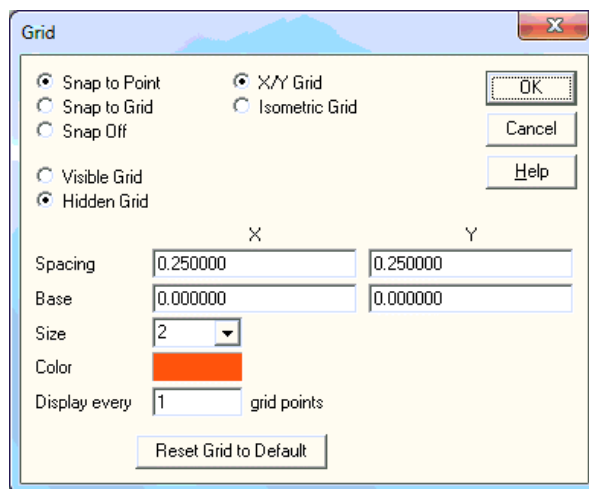 Grid
Snap to Point X/Y Grid OK
Snap to Grid Isometric Grid
Snap Off Cancel
Visible Grid Help
Hidden Grid
X Y
Spacing 0.250000 0.250000
Base 0.000000 0.000000
Size 2
Color
Display every 1 grid points
Reset Grid to Default